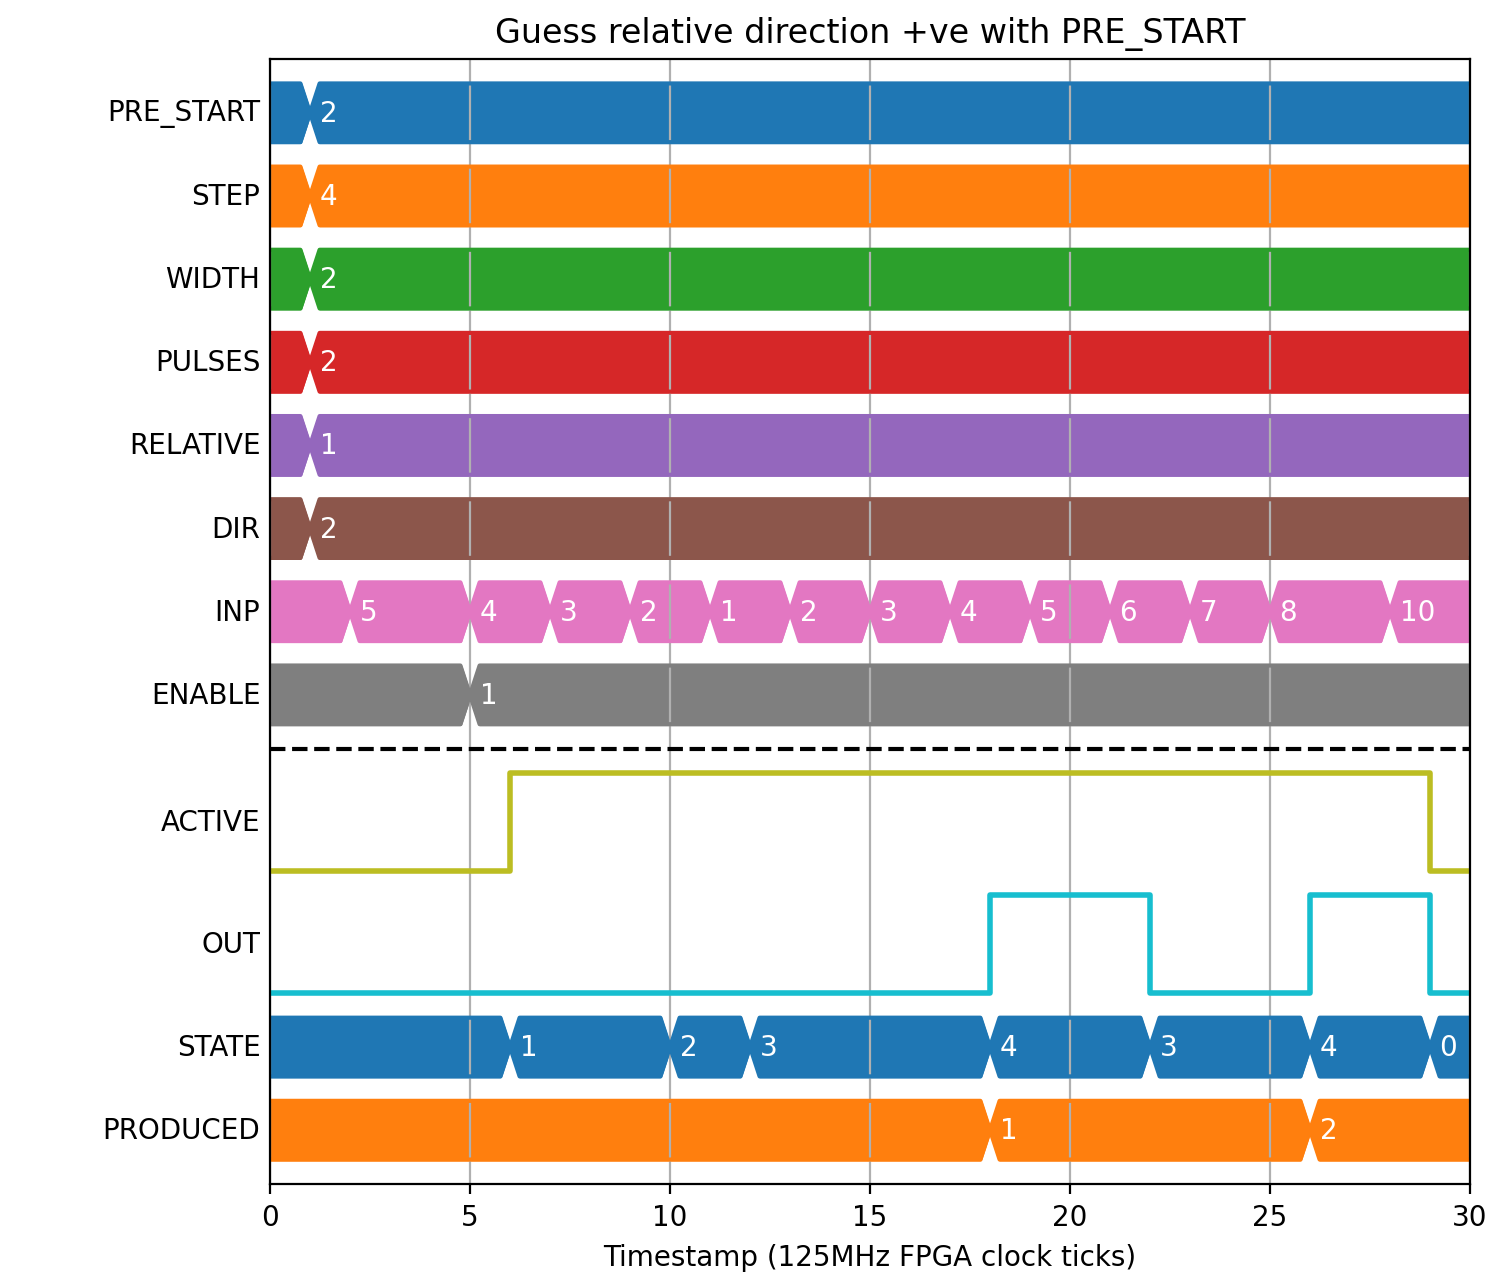 Guess relative direction +ve with PRE_START
PRE_START 2
STEP 4
WIDTH 2
PULSES 2
RELATIVE 1
DIR 2
INP 5 4 3 2 1 2 3 4 5 6 7 8 10
ENABLE 1
ACTIVE
OUT
STATE 1 2 3 4 3 4 0
PRODUCED 1 2
0 5 10 15 20 25 30
Timestamp (125MHz FPGA clock ticks)